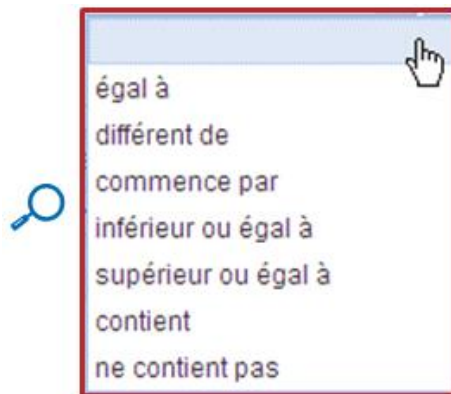 égal à
différent de
commence par
inférieur ou égal à
supérieur ou égal à
contient
ne contient pas